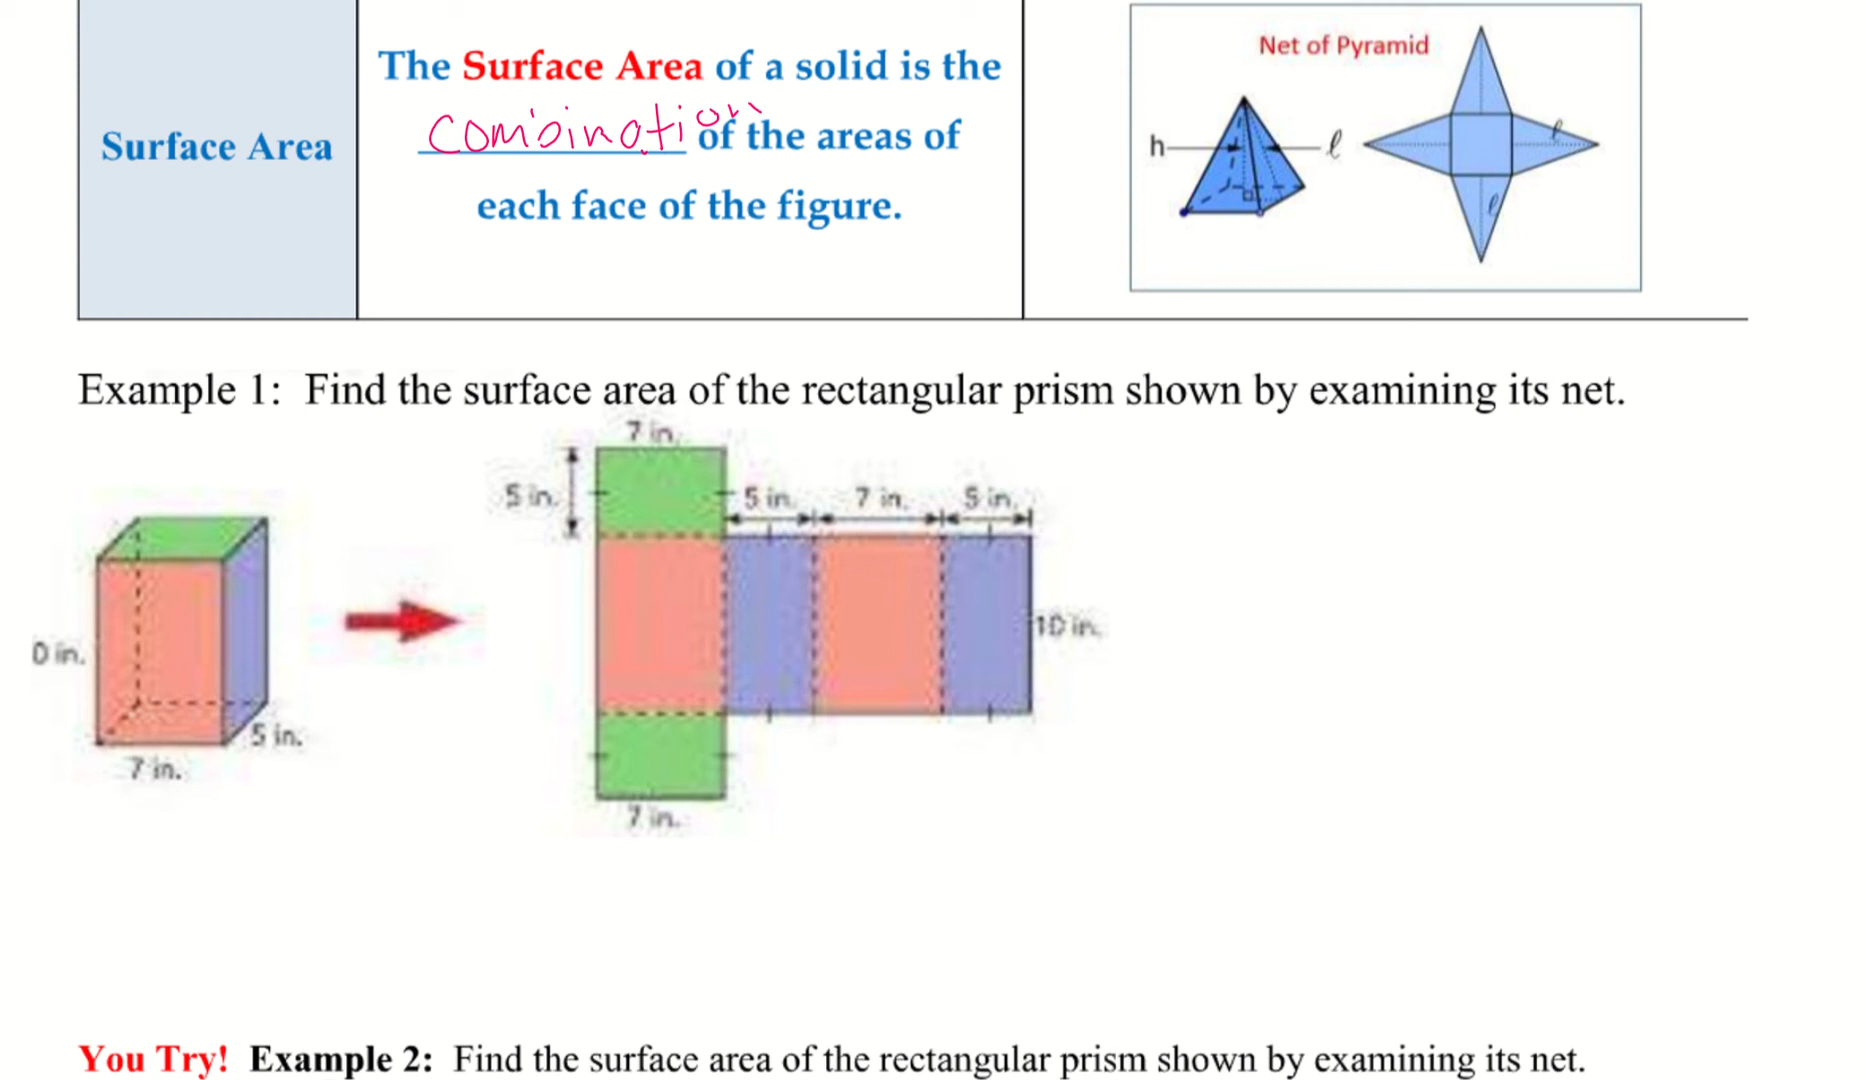 Surface Area
The Surface Area of a solid is the
combination of the areas of
each face of the figure.
Net of Pyramid
h
ℓ
ℓ
ℓ
Example 1: Find the surface area of the rectangular prism shown by examining its net.
7 in.
5 in.
5 in. 7 in. 5 in.
0 in.
10 in.
5 in.
7 in.
7 in.
You Try! Example 2: Find the surface area of the rectangular prism shown by examining its net.